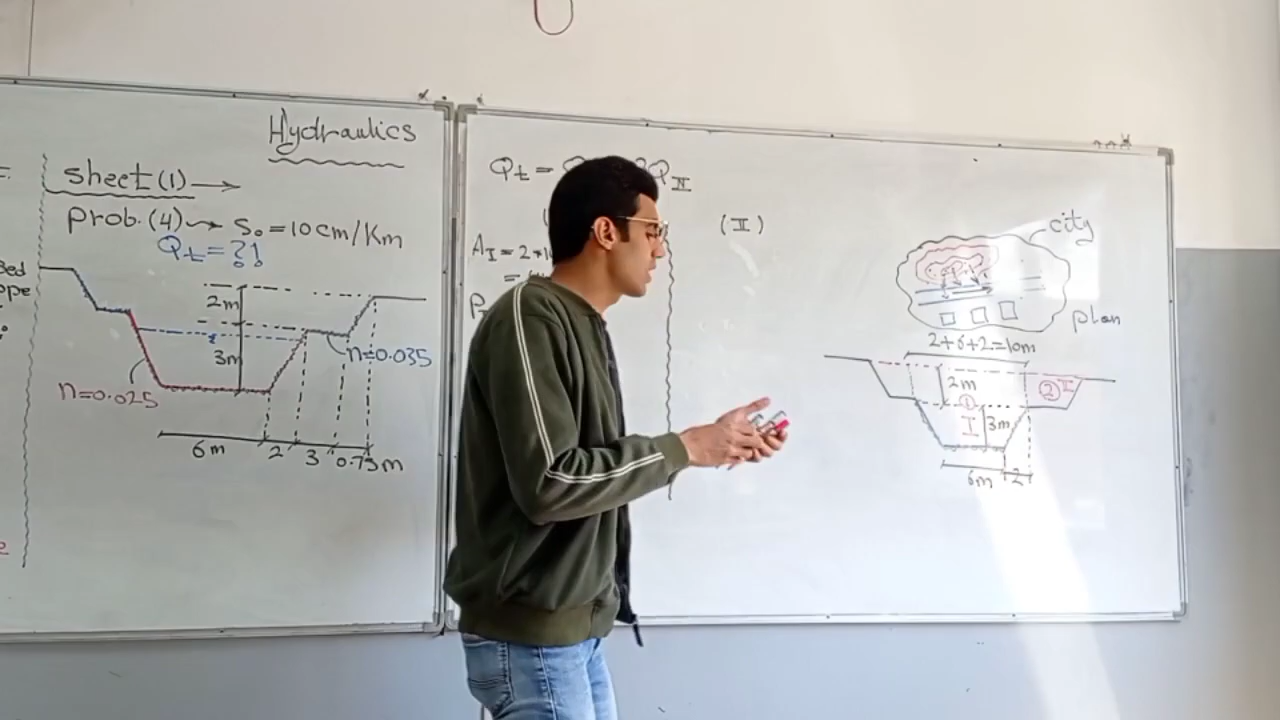 Hydraulics
sheet (1)
prob. (4) S₀ = 10 cm/Km
Qt = ??
Bed
2m
3m
n=0.035
n=0.025
6m 2 3 0.75m
Qt =
Q II
A I = 2*1
=
P
(II)
city
plan
2+6+2=10m
2m
① I
② II
3m
6m 2